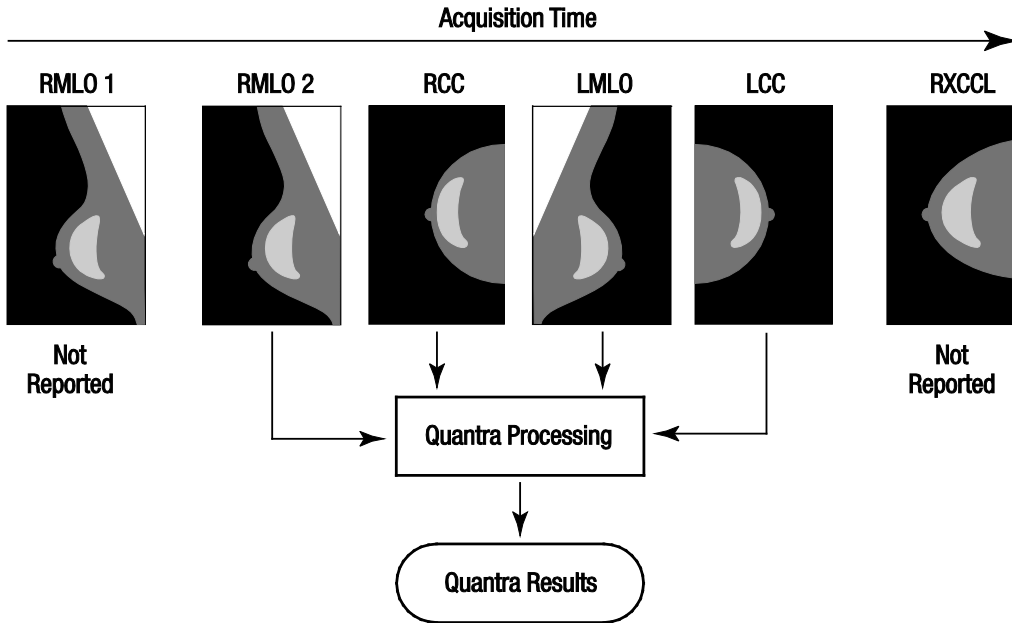 Acquisition Time
RMLO 1
RMLO 2
RCC
LMLO
LCC
RXCCL
Not
Reported
Not
Reported
Quantra Processing
Quantra Results